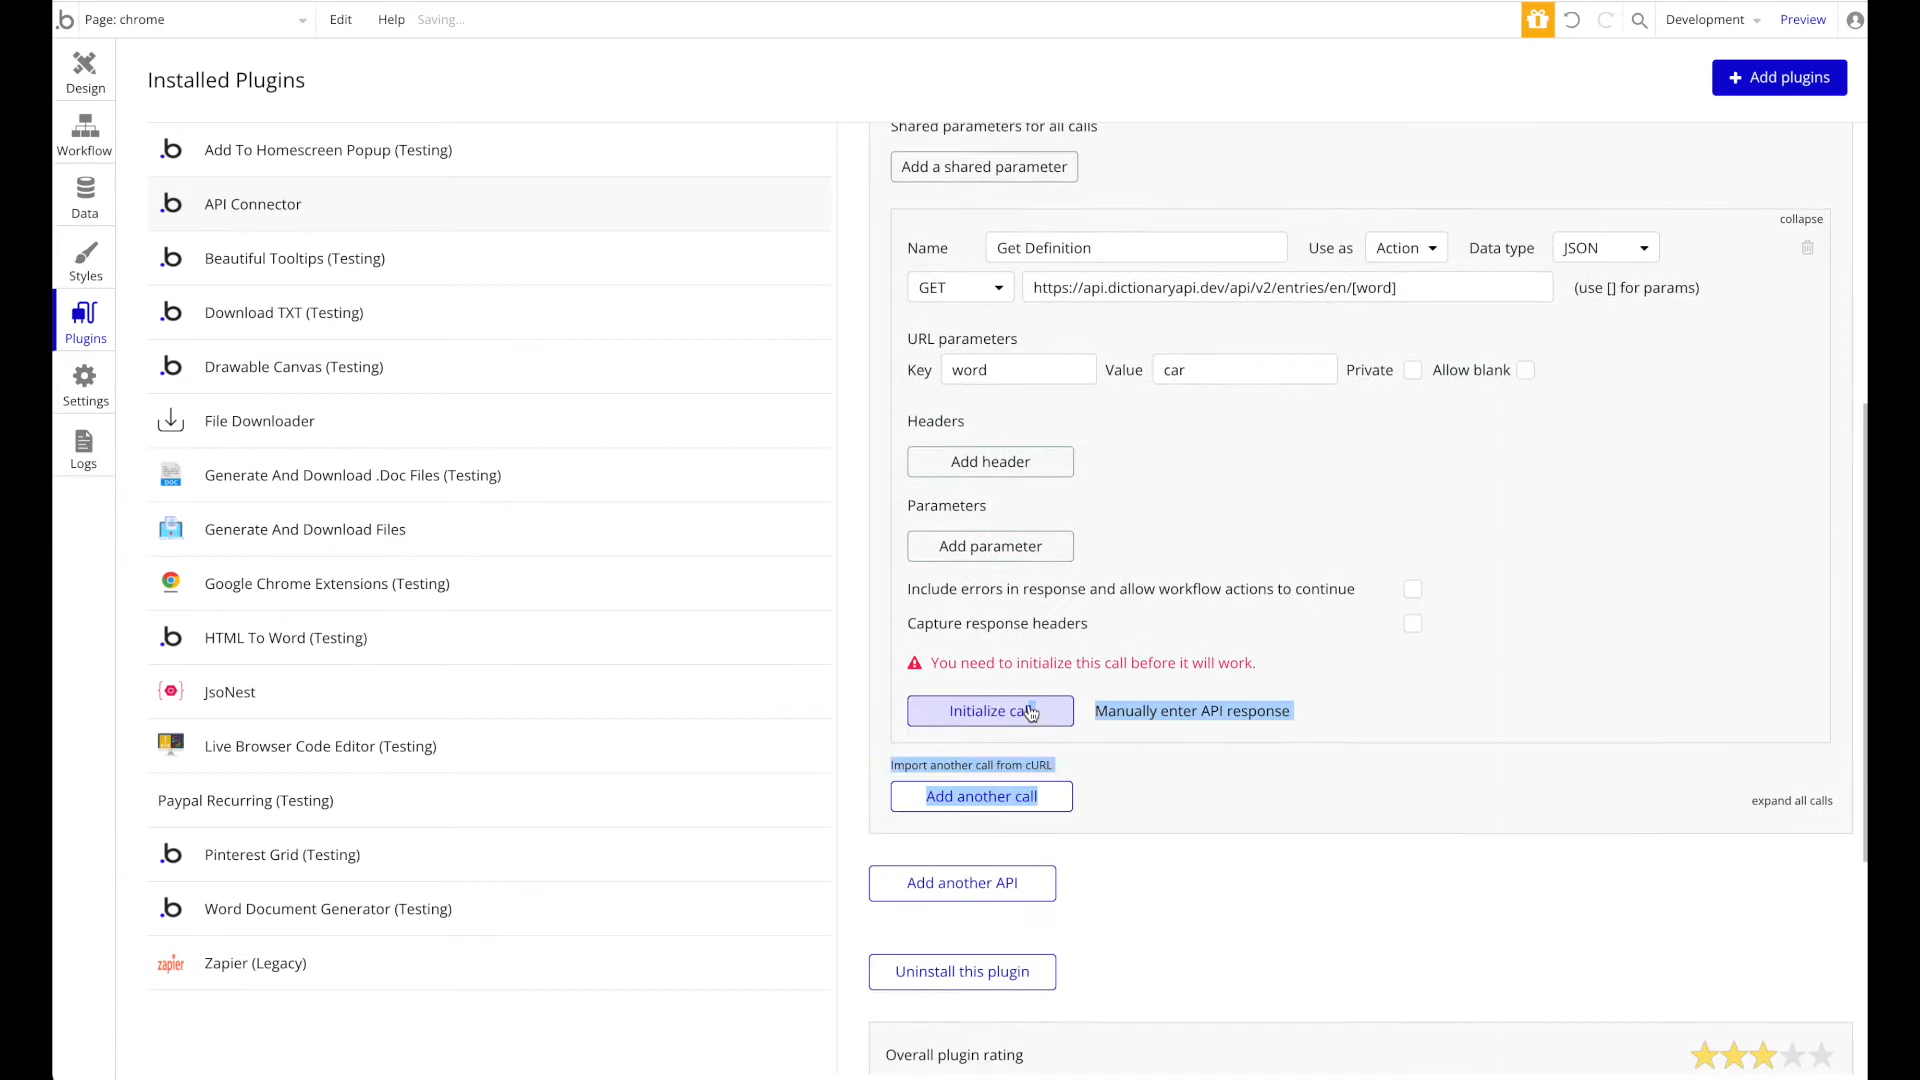 .b Page: chrome Edit Help Saving... Development Preview
Design
Workflow
Data
Styles
Plugins
Settings
Logs
Installed Plugins
+ Add plugins
.b Add To Homescreen Popup (Testing)
.b API Connector
.b Beautiful Tooltips (Testing)
.b Download TXT (Testing)
.b Drawable Canvas (Testing)
File Downloader
DOC Generate And Download .Doc Files (Testing)
Generate And Download Files
Google Chrome Extensions (Testing)
.b HTML To Word (Testing)
JsoNest
Live Browser Code Editor (Testing)
Paypal Recurring (Testing)
.b Pinterest Grid (Testing)
.b Word Document Generator (Testing)
zapier Zapier (Legacy)
Shared parameters for all calls
Add a shared parameter
collapse
Name Get Definition Use as Action Data type JSON
GET https://api.dictionaryapi.dev/api/v2/entries/en/[word] (use [] for params)
URL parameters
Key word Value car Private Allow blank
Headers
Add header
Parameters
Add parameter
Include errors in response and allow workflow actions to continue
Capture response headers
You need to initialize this call before it will work.
Initialize call Manually enter API response
Import another call from cURL
Add another call
expand all calls
Add another API
Uninstall this plugin
Overall plugin rating